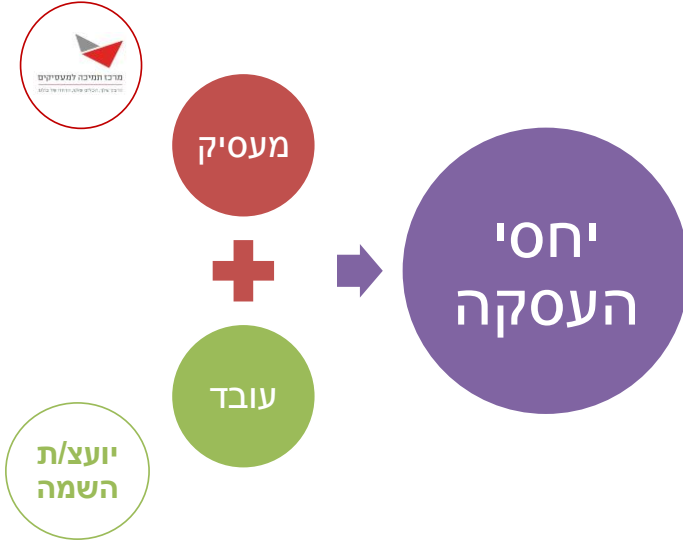 מרכז תמיכה למעסיקים
מעסיק
יחסי
העסקה
עובד
יועצ/ת
השמה